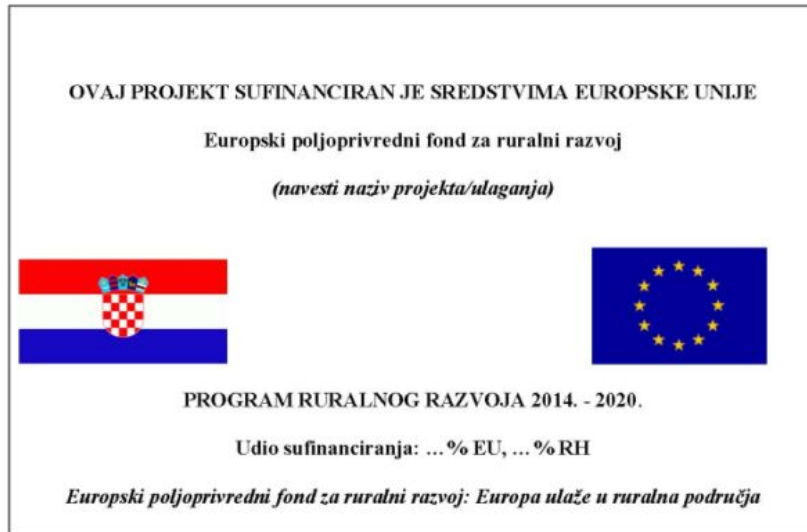 OVAJ PROJEKT SUFINANCIRAN JE SREDSTVIMA EUROPSKE UNIJE
Europski poljoprivredni fond za ruralni razvoj
(navesti naziv projekta/ulaganja)
PROGRAM RURALNOG RAZVOJA 2014. - 2020.
Udio sufinanciranja: ...% EU, ...% RH
Europski poljoprivredni fond za ruralni razvoj: Europa ulaže u ruralna područja